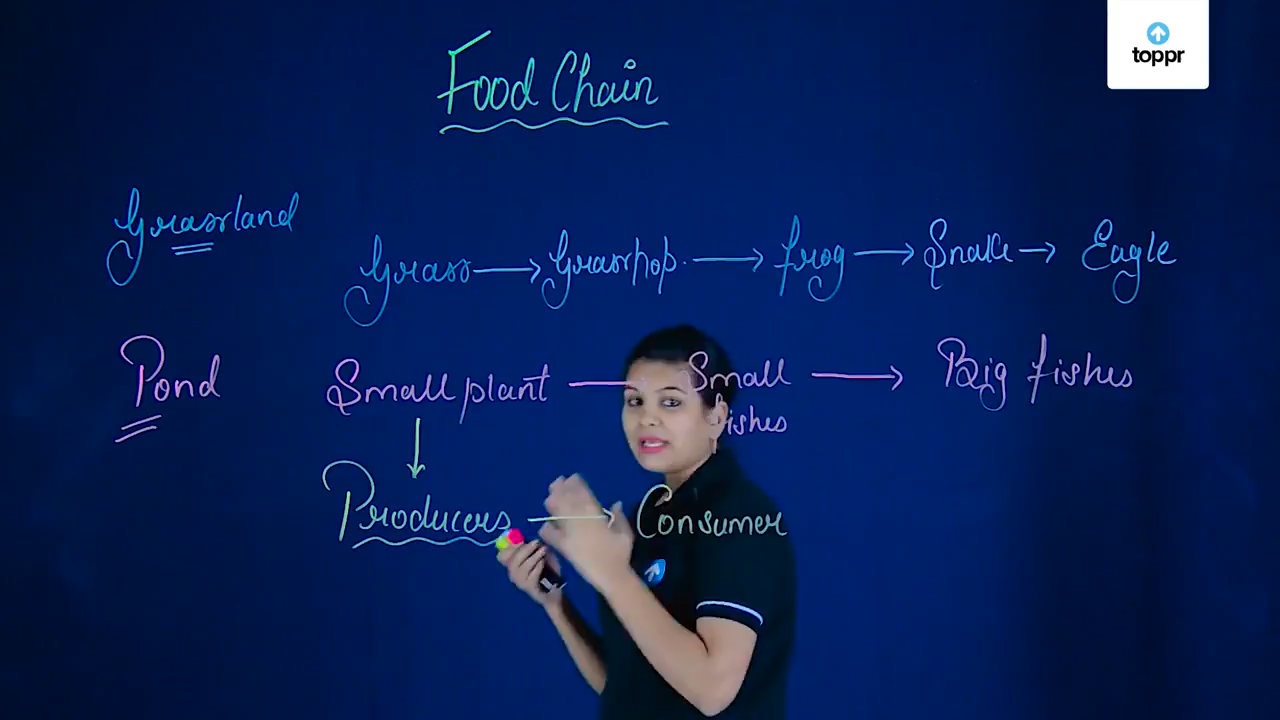 toppr
Food Chain
Grassland
Grass → Grasshop. → frog → Snake → Eagle
Pond
Small plant → Small fishes → Big fishes
↓
Producers → Consumer